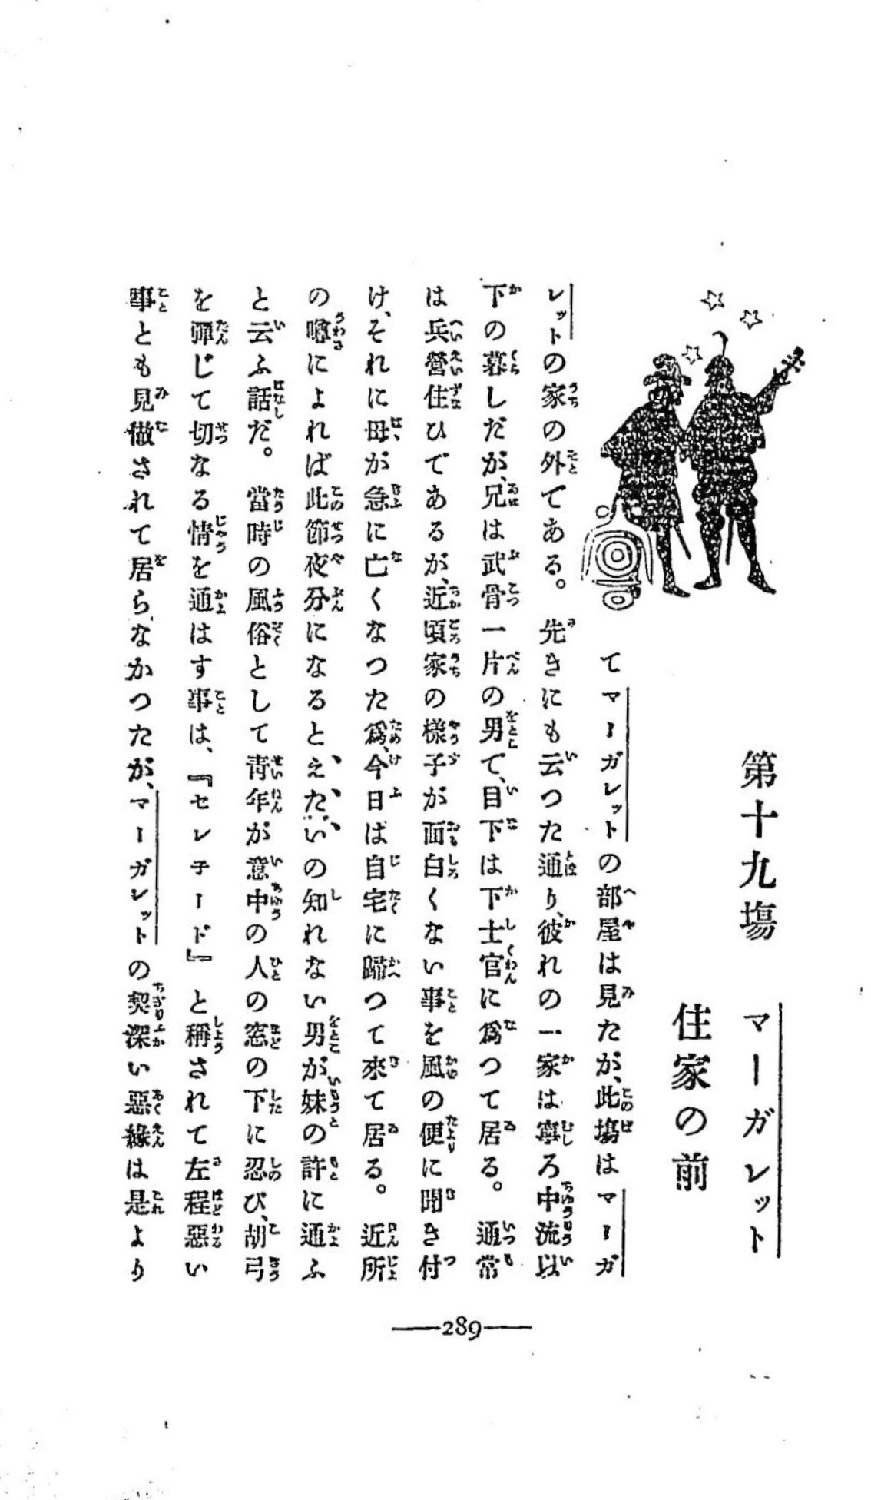 第十九塲　マーガレット
住家の前
てマーガレットの部屋は見たが、此塲はマーガ
レットの家の外である。先きにも云つた通り、彼れの一家は寧ろ中流以
下の暮しだが、兄は武骨一片の男で、目下は下士官に爲つて居る。通常
は兵營住ひであるが、近頃家の樣子が面白くない事を風の便に聞き付
け、それに母が急に亡くなつた爲、今日は自宅に歸つて來て居る。近所
の噂によれば此節夜分になるとえたいの知れない男が、妹の許に通ふ
と云ふ話だ。當時の風俗として靑年が意中の人の窓の下に忍び、胡弓
を彈じて切なる情を通はす事は、『セレナード』と稱されて左程惡い
事とも見做されて居らなかつたが、マーガレットの契深い惡緣は是より
289